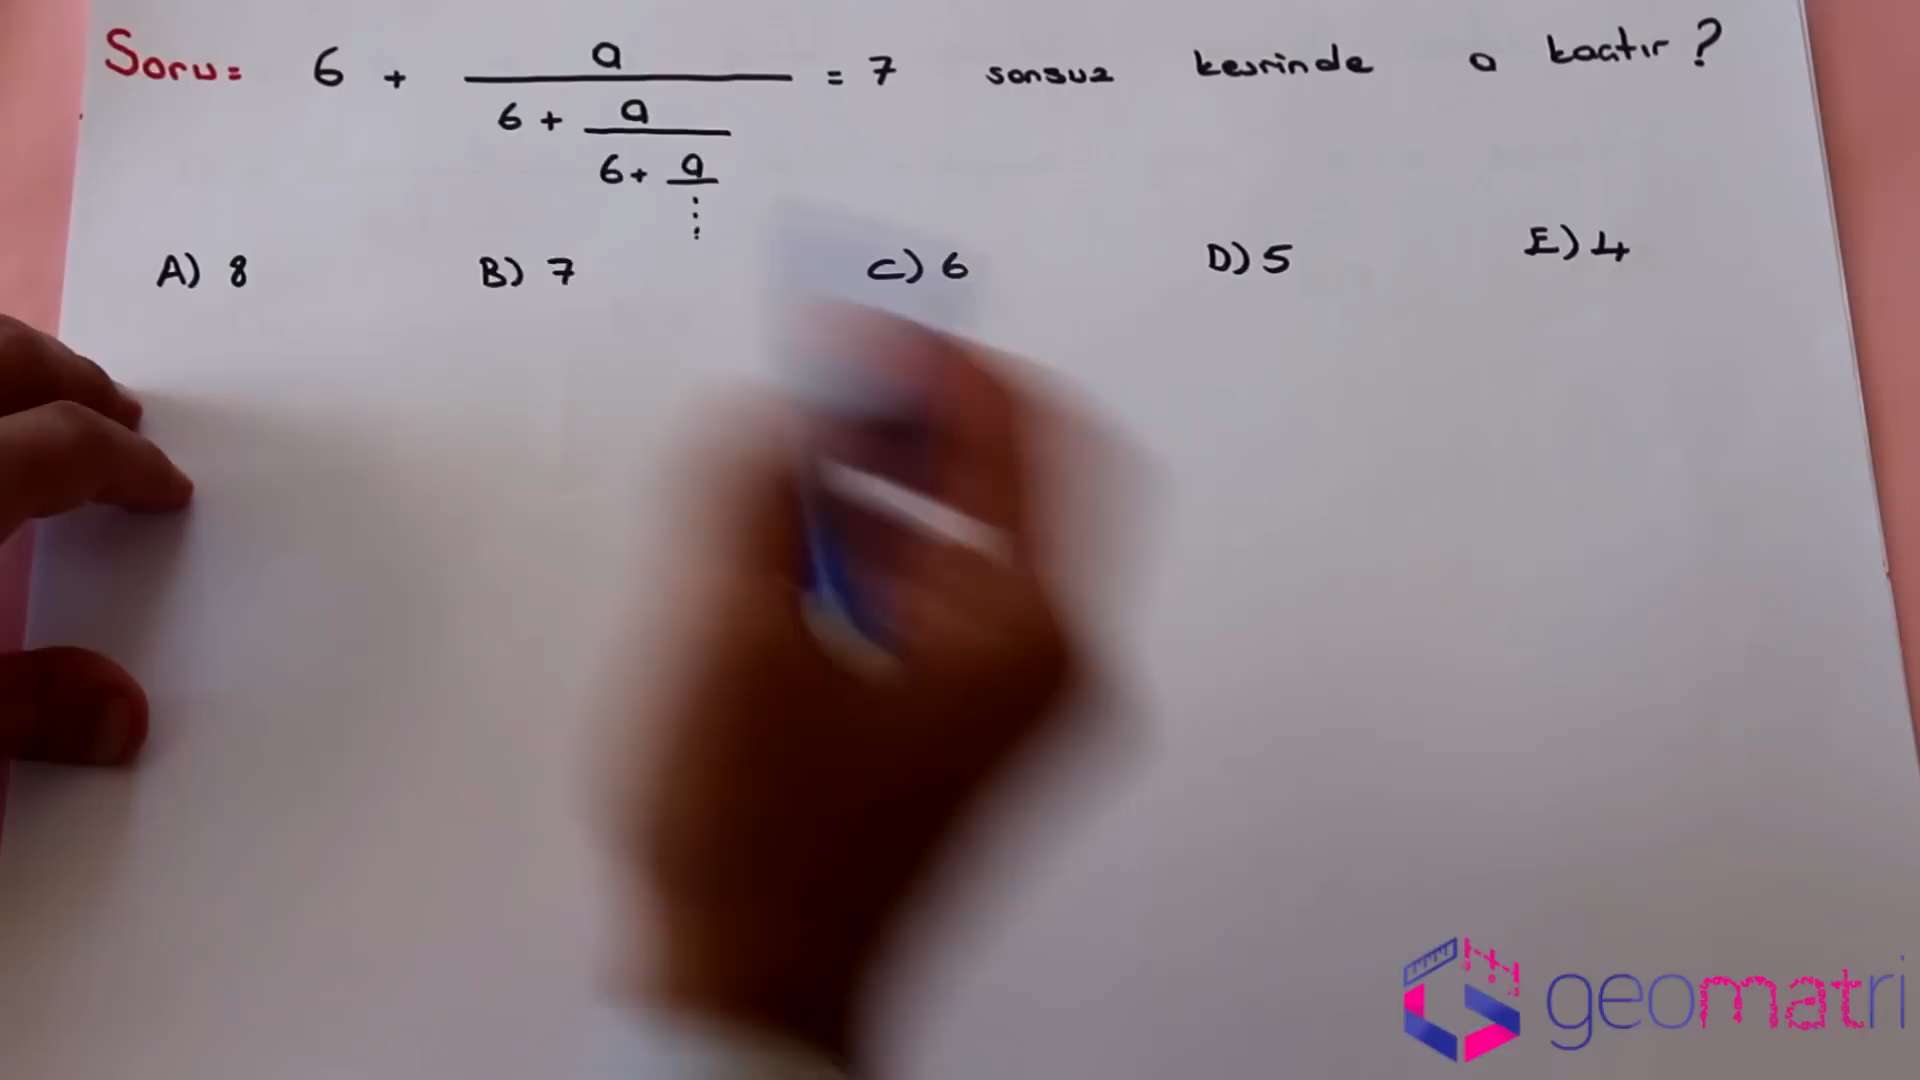 Soru= 6 + a / (6 + a / (6 + a / ⋮)) = 7 sonsuz kesrinde a kaçtır ?
A) 8 B) 7 C) 6 D) 5 E) 4
geomatri